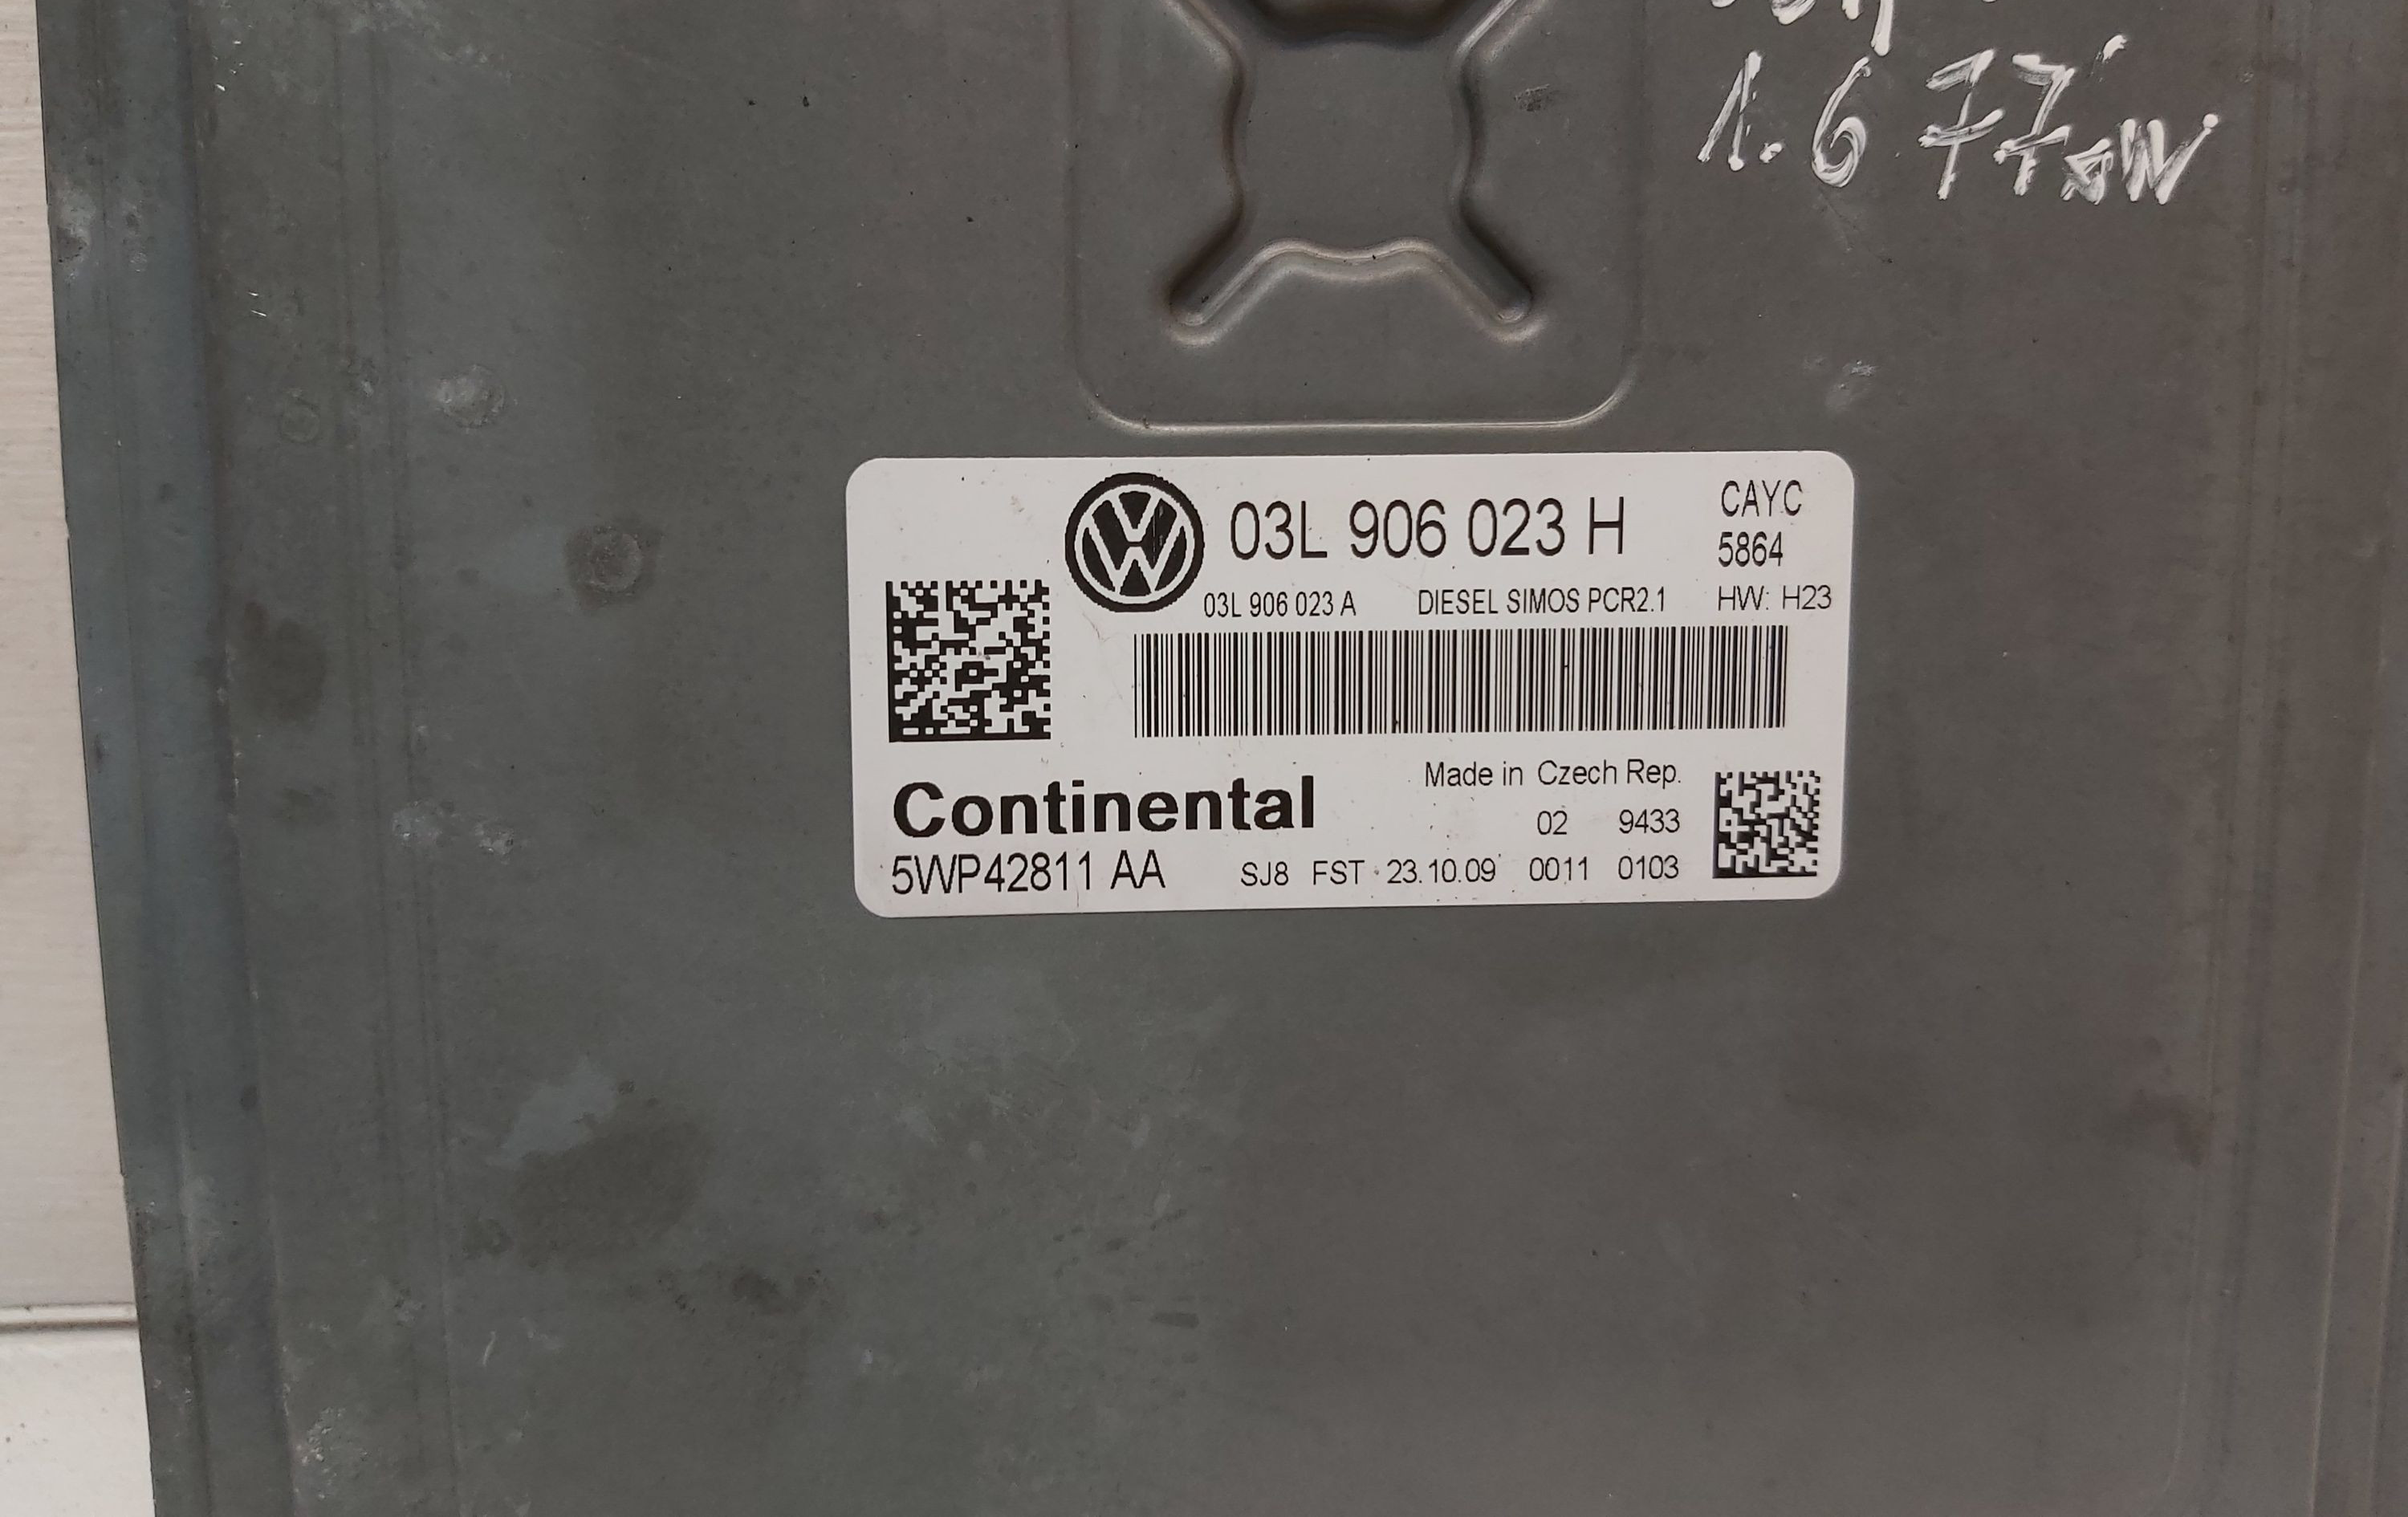 1.6 77kW
03L 906 023 H
CAYC
5864
03L 906 023 A DIESEL SIMOS PCR2.1 HW: H23
Made in Czech Rep.
Continental
02 9433
5WP42811 AA SJ8 FST 23.10.09 0011 0103